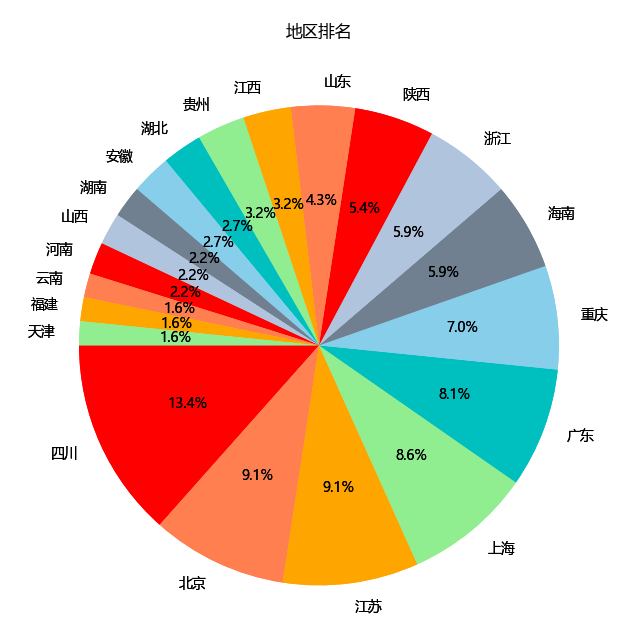 地区排名
四川
13.4%
北京
9.1%
江苏
9.1%
上海
8.6%
广东
8.1%
重庆
7.0%
海南
5.9%
浙江
5.9%
陕西
5.4%
山东
4.3%
江西
3.2%
贵州
3.2%
湖北
2.7%
安徽
2.7%
湖南
2.2%
山西
2.2%
河南
2.2%
云南
1.6%
福建
1.6%
天津
1.6%